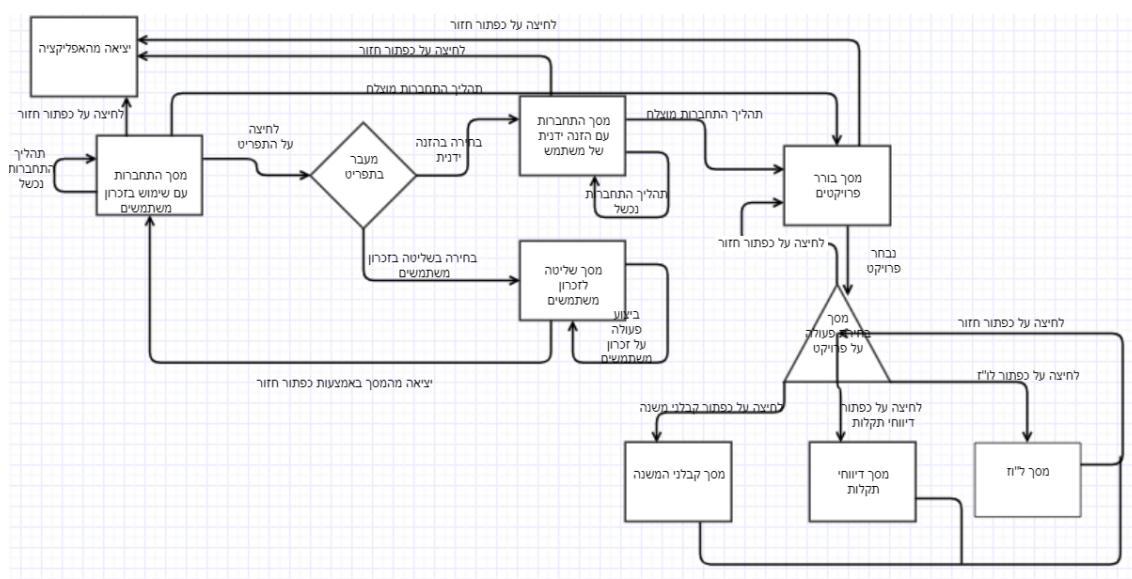 לחיצה על כפתור חזור
יציאה מהאפליקציה
לחיצה על כפתור חזור
תהליך התחברות מוצלח
לחיצה על כפתור חזור
תהליך
התחברות
נכשל
מסך התחברות
עם שימוש בזכרון
משתמשים
לחיצה
על התפריט
מעבר
בתפריט
בחירה בהזנה
ידנית
מסך התחברות
עם הזנה ידנית
של משתמש
תהליך התחברות מוצלח
תהליך התחברות
נכשל
מסך בורר
פרויקטים
לחיצה על כפתור חזור
נבחר
פרויקט
בחירה בשליטה בזכרון
משתמשים
מסך שליטה
לזכרון
משתמשים
ביצוע
פעולה
על זכרון
משתמשים
יציאה מהמסך באמצעות כפתור חזור
מסך
בחירת פעולה
על פרויקט
לחיצה על כפתור חזור
לחיצה על כפתור לו"ז
לחיצה על כפתור קבלני משנה
לחיצה על כפתור
דיווחי תקלות
מסך קבלני המשנה
מסך דיווחי
תקלות
מסך ל"וז